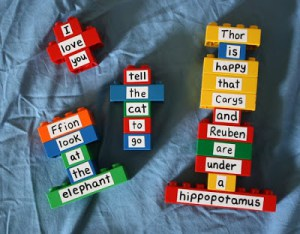 I
love
you
tell
the
cat
to
go
Ffion
look
at
the
elephant
Thor
is
happy
that
Carys
and
Reuben
are
under
a
hippopotamus